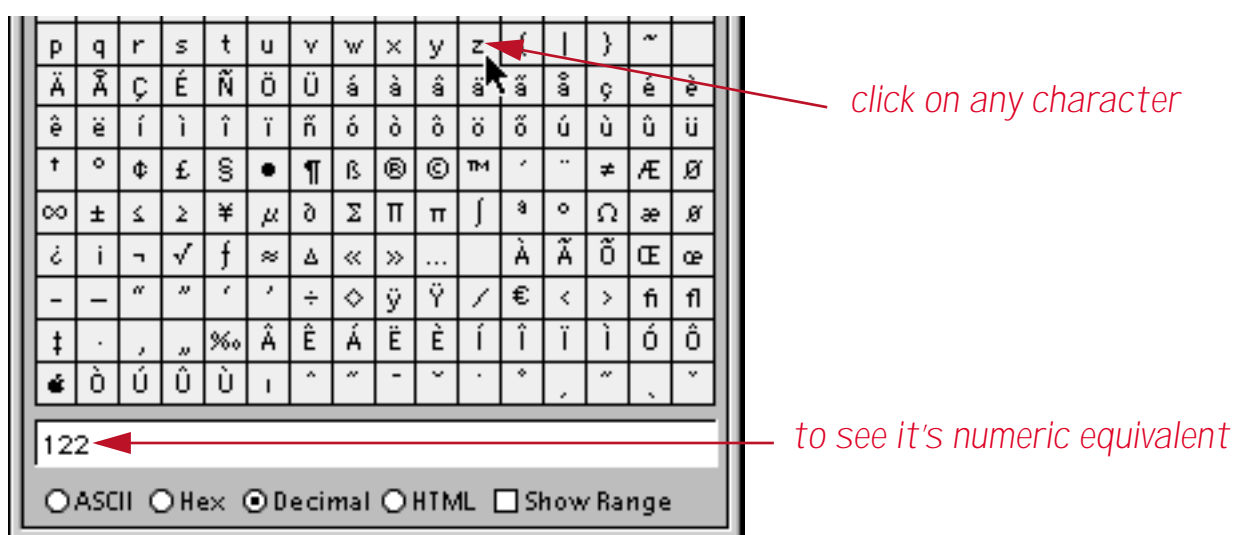 p q r s t u v w x y z { | } ~
Ä Å Ç É Ñ Ö Ü á à â ä ã å ç é è
click on any character
ê ë í ì î ï ñ ó ò ô ö õ ú ù û ü
† ° ¢ £ § • ¶ ß ® © ™ ´ ¨ ≠ Æ Ø
∞ ± ≤ ≥ ¥ µ ∂ Σ Π π ∫ ª º Ω æ ø
¿ ¡ ¬ √ ƒ ≈ ∆ « » … À Ã Õ Œ œ
– — “ ” ‘ ’ ÷ ◊ ÿ Ÿ ⁄ € ‹ › fi fl
‡ · ‚ „ ‰ Â Ê Á Ë È Í Î Ï Ì Ó Ô
 Ò Ú Û Ù ı ˆ ˜ ¯ ˘ ˙ ˚ ¸ ˝ ˛ ˇ
122
to see it's numeric equivalent
ASCII Hex Decimal HTML Show Range